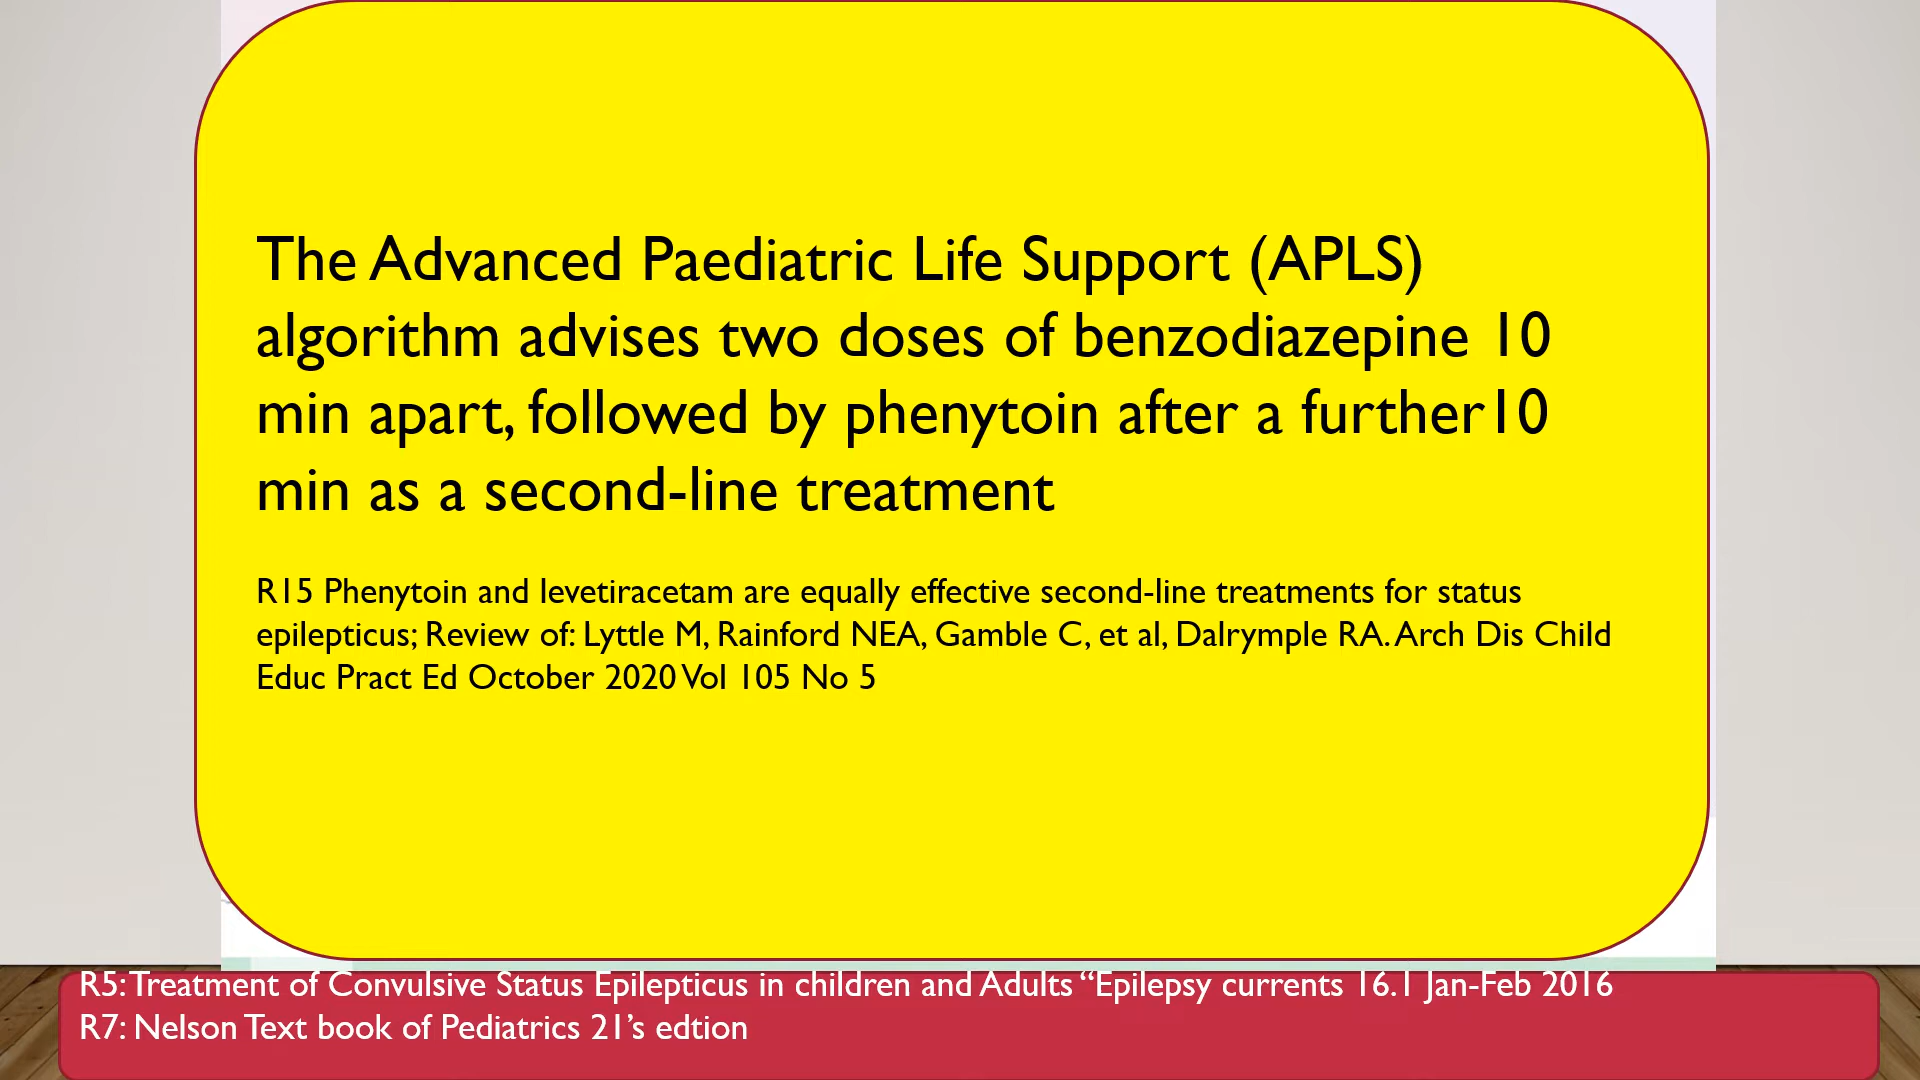 The Advanced Paediatric Life Support (APLS)
algorithm advises two doses of benzodiazepine 10
min apart, followed by phenytoin after a further10
min as a second-line treatment
R15 Phenytoin and levetiracetam are equally effective second-line treatments for status
epilepticus; Review of: Lyttle M, Rainford NEA, Gamble C, et al, Dalrymple RA. Arch Dis Child
Educ Pract Ed October 2020 Vol 105 No 5
R5: Treatment of Convulsive Status Epilepticus in children and Adults “Epilepsy currents 16.1 Jan-Feb 2016
R7: Nelson Text book of Pediatrics 21’s edtion